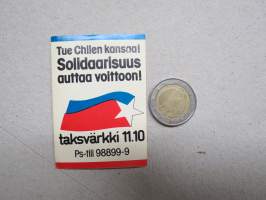 Tue Chilen kansaa!
Solidaarisuus
auttaa voittoon!
taksvärkki 11.10
Ps-tili 98899-9